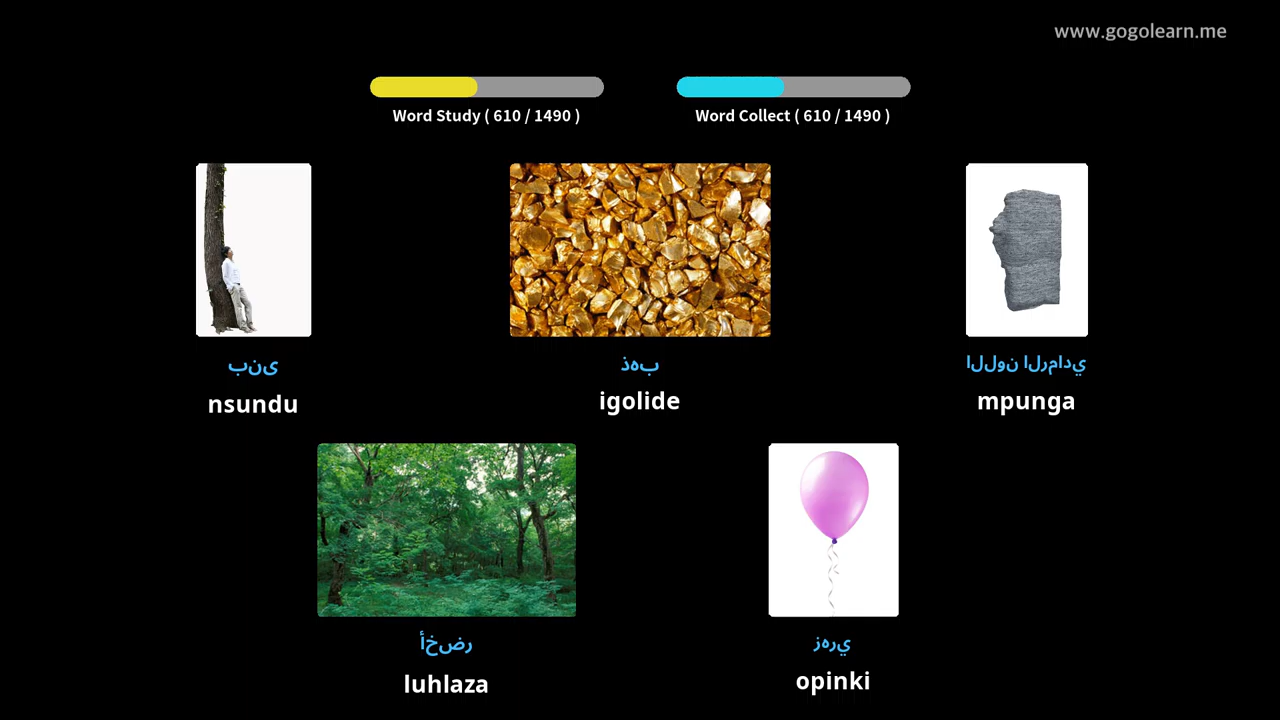 www.gogolearn.me
Word Study ( 610 / 1490 )
Word Collect ( 610 / 1490 )
بنى
nsundu
ذهب
igolide
اللون الرمادي
mpunga
أخضر
luhlaza
زهري
opinki